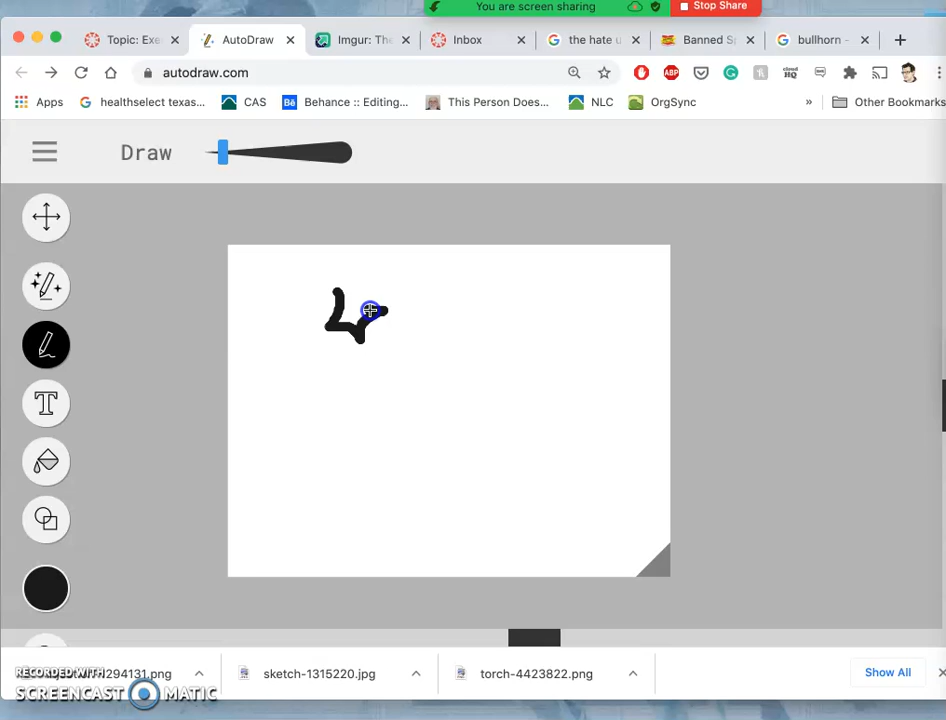 You are screen sharing Stop Share
Topic: Exe AutoDraw Imgur: The Inbox the hate u Banned Sp bullhorn -
autodraw.com
Apps healthselect texas... CAS Behance :: Editing... This Person Does... NLC OrgSync » Other Bookmarks
Draw
T
294131.png sketch-1315220.jpg torch-4423822.png Show All
RECORDED WITH
SCREENCAST MATIC